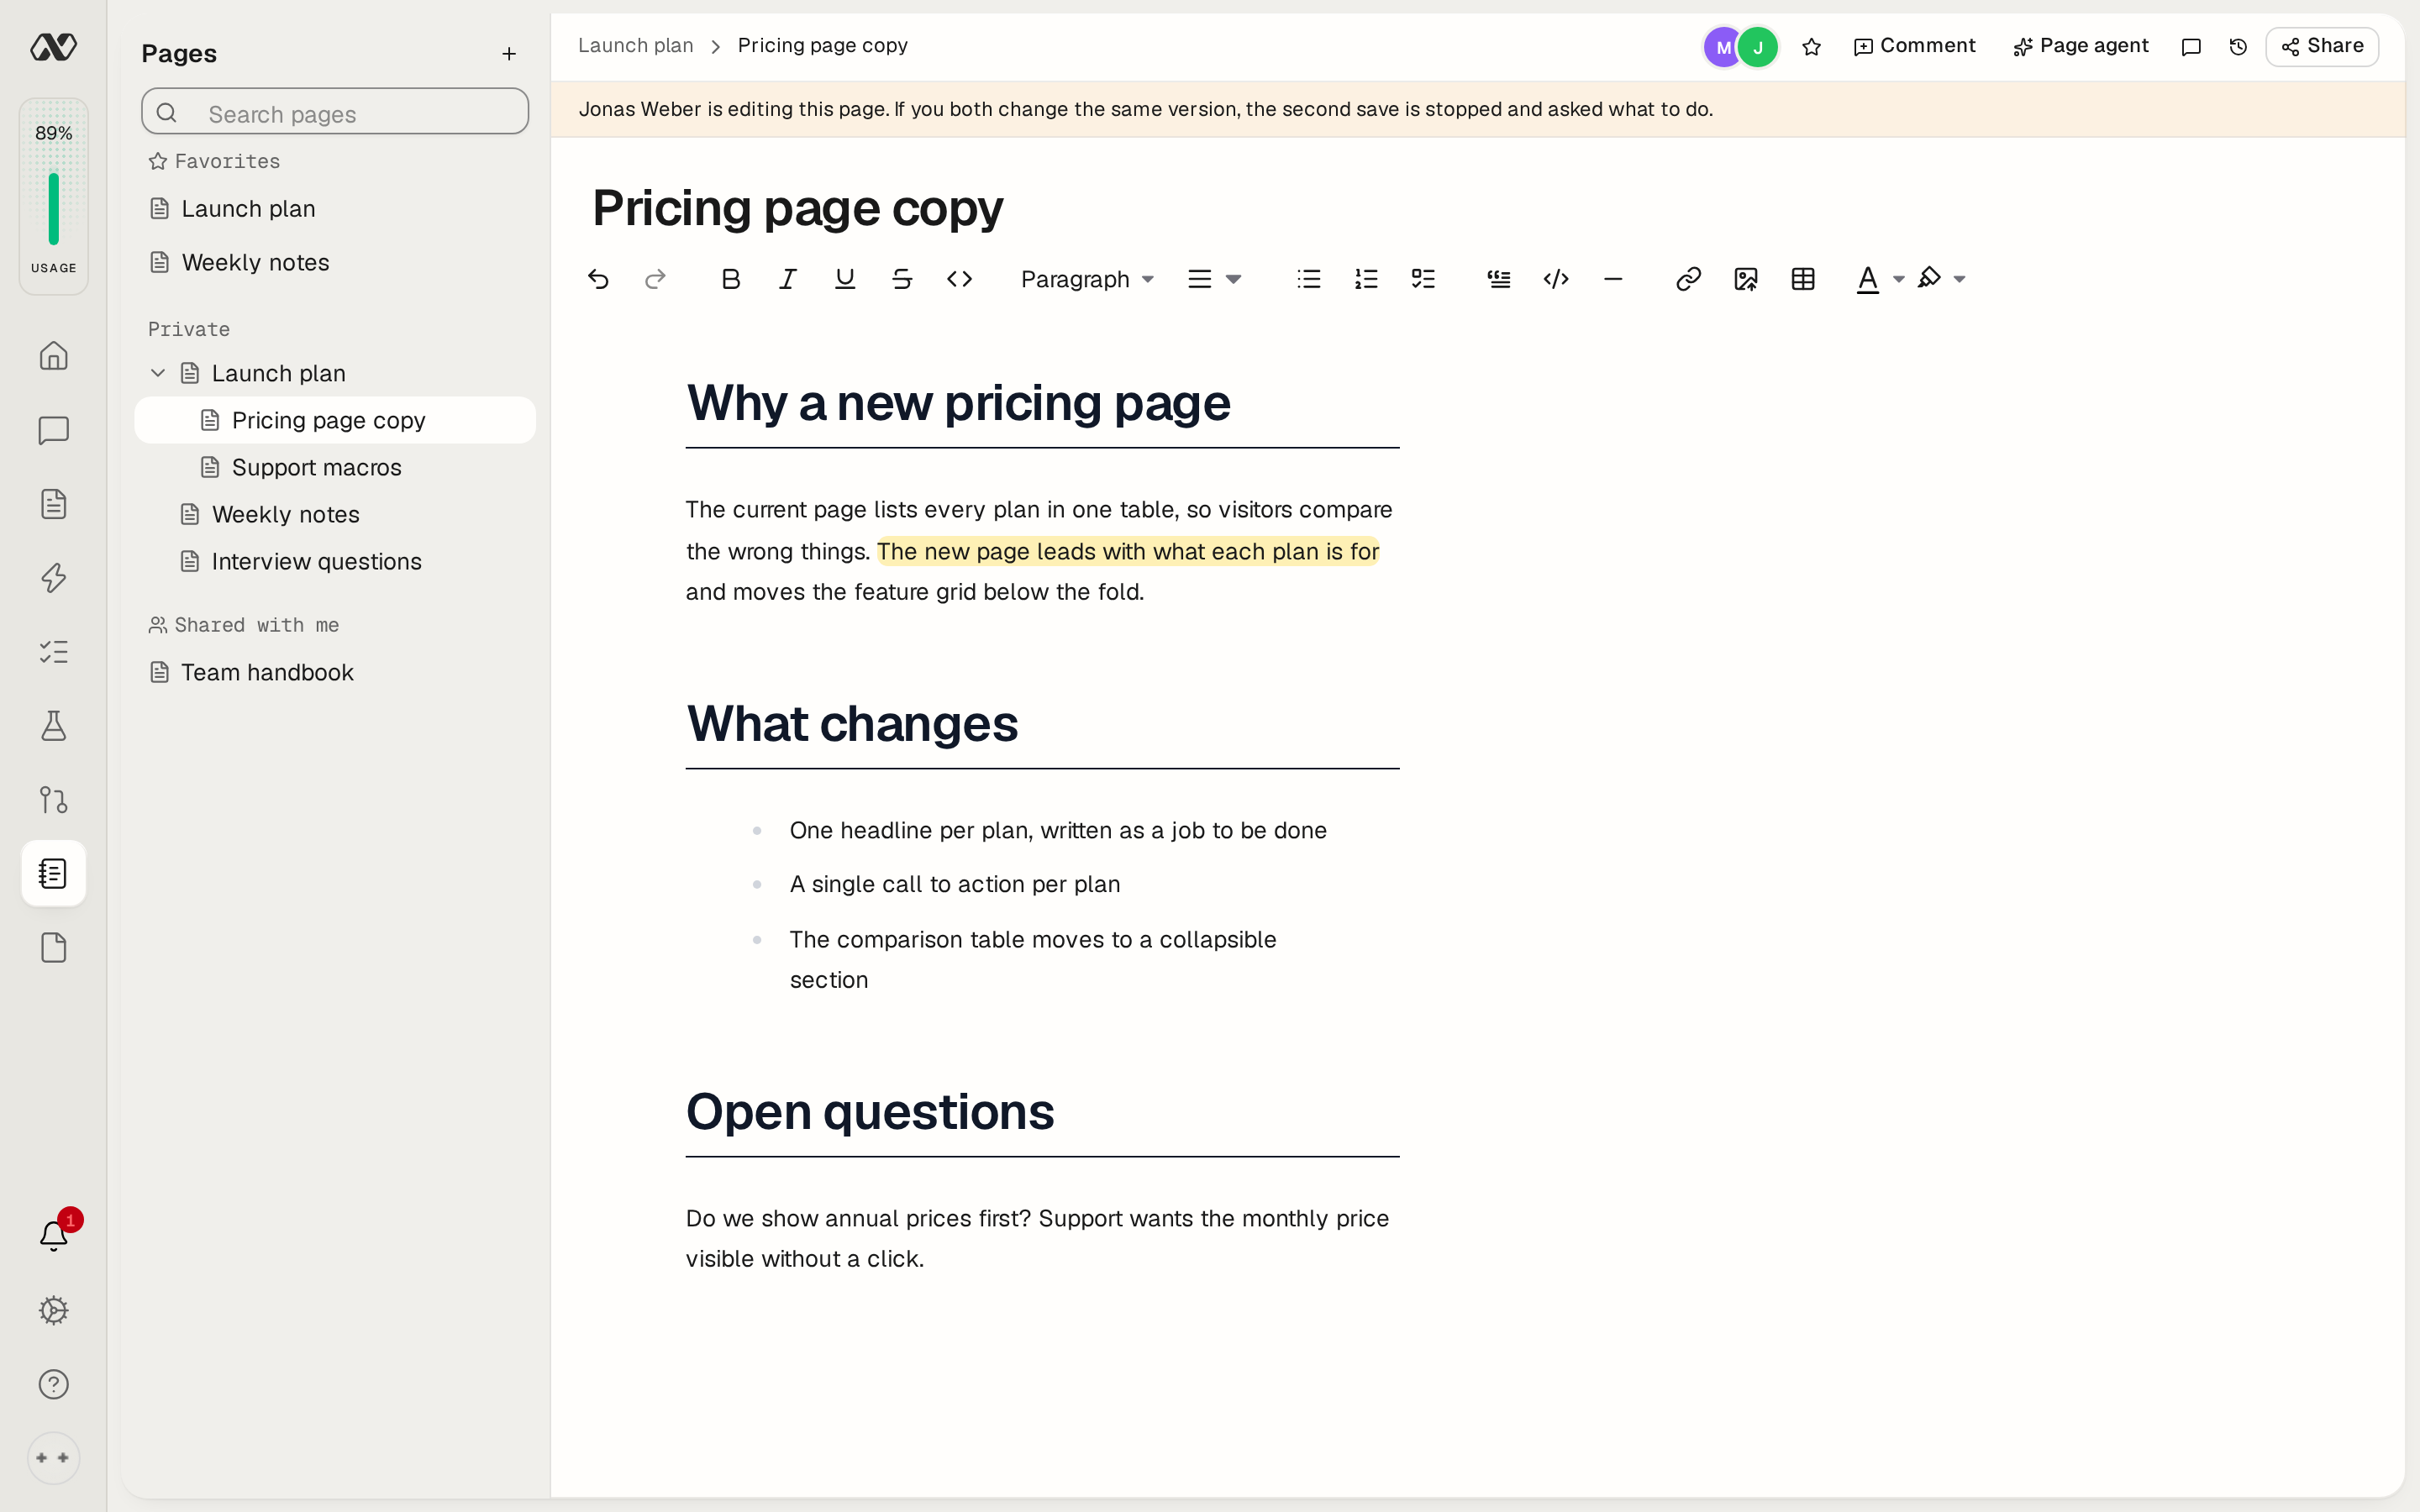 89%
USAGE
1
Pages
Search pages
Favorites
Launch plan
Weekly notes
Private
Launch plan
Pricing page copy
Support macros
Weekly notes
Interview questions
Shared with me
Team handbook
Launch plan > Pricing page copy
M J Comment Page agent Share
Jonas Weber is editing this page. If you both change the same version, the second save is stopped and asked what to do.
Pricing page copy
Paragraph
Why a new pricing page
The current page lists every plan in one table, so visitors compare
the wrong things. The new page leads with what each plan is for
and moves the feature grid below the fold.
What changes
One headline per plan, written as a job to be done
A single call to action per plan
The comparison table moves to a collapsible
section
Open questions
Do we show annual prices first? Support wants the monthly price
visible without a click.